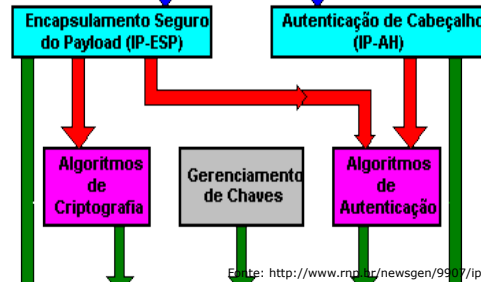 Encapsulamento Seguro
do Payload (IP-ESP)
Autenticação de Cabeçalho
(IP-AH)
Algoritmos
de
Criptografia
Gerenciamento
de Chaves
Algoritmos
de
Autenticação
Fonte: http://www.rnp.br/newsgen/9907/ip